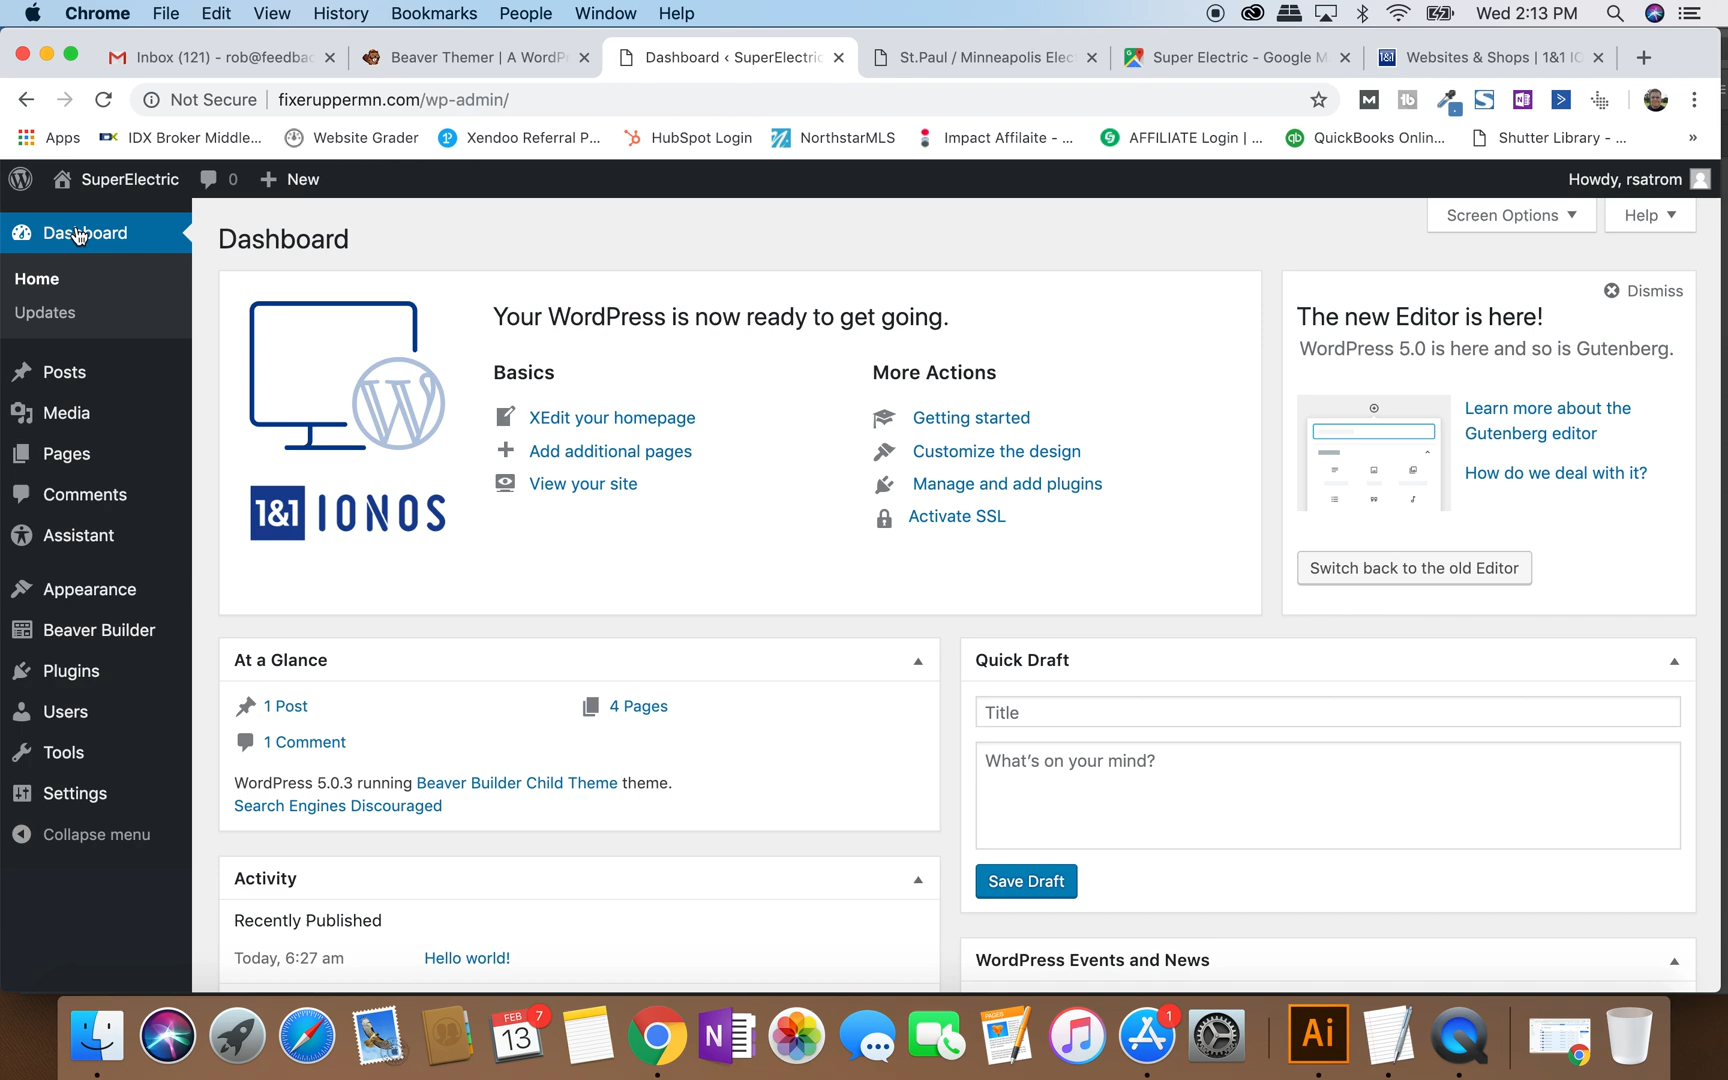 Chrome File Edit View History Bookmarks People Window Help Wed 2:13 PM
Inbox (121) - rob@feedbac Beaver Themer | A WordP Dashboard ‹ SuperElectric St.Paul / Minneapolis Elec Super Electric - Google M 1&1 Websites & Shops | 1&1 IO
Not Secure | fixeruppermn.com/wp-admin/
Apps IDX Broker Middle... Website Grader Xendoo Referral P... HubSpot Login NorthstarMLS Impact Affilaite - ... AFFILIATE Login | ... QuickBooks Onlin... Shutter Library - ... »
SuperElectric 0 New Howdy, rsatrom
Screen Options Help
Dashboard
Home
Updates
Posts
Media
Pages
Comments
Assistant
Appearance
Beaver Builder
Plugins
Users
Tools
Settings
Collapse menu
Dashboard
Your WordPress is now ready to get going.
Basics
XEdit your homepage
Add additional pages
View your site
More Actions
Getting started
Customize the design
Manage and add plugins
Activate SSL
1&1 IONOS
Dismiss
The new Editor is here!
WordPress 5.0 is here and so is Gutenberg.
Learn more about the
Gutenberg editor
How do we deal with it?
Switch back to the old Editor
At a Glance
1 Post 4 Pages
1 Comment
WordPress 5.0.3 running Beaver Builder Child Theme theme.
Search Engines Discouraged
Activity
Recently Published
Today, 6:27 am Hello world!
Quick Draft
Title
What's on your mind?
Save Draft
WordPress Events and News
FEB 7
13
N
PAGES
1
Ai